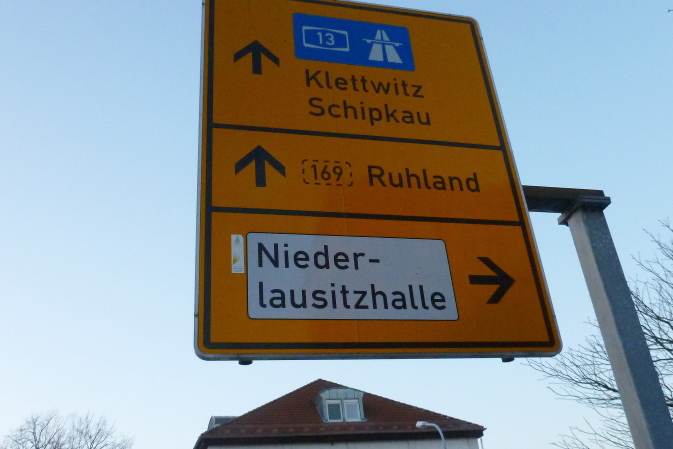 13
Klettwitz
Schipkau
169 Ruhland
Nieder-
lausitzhalle